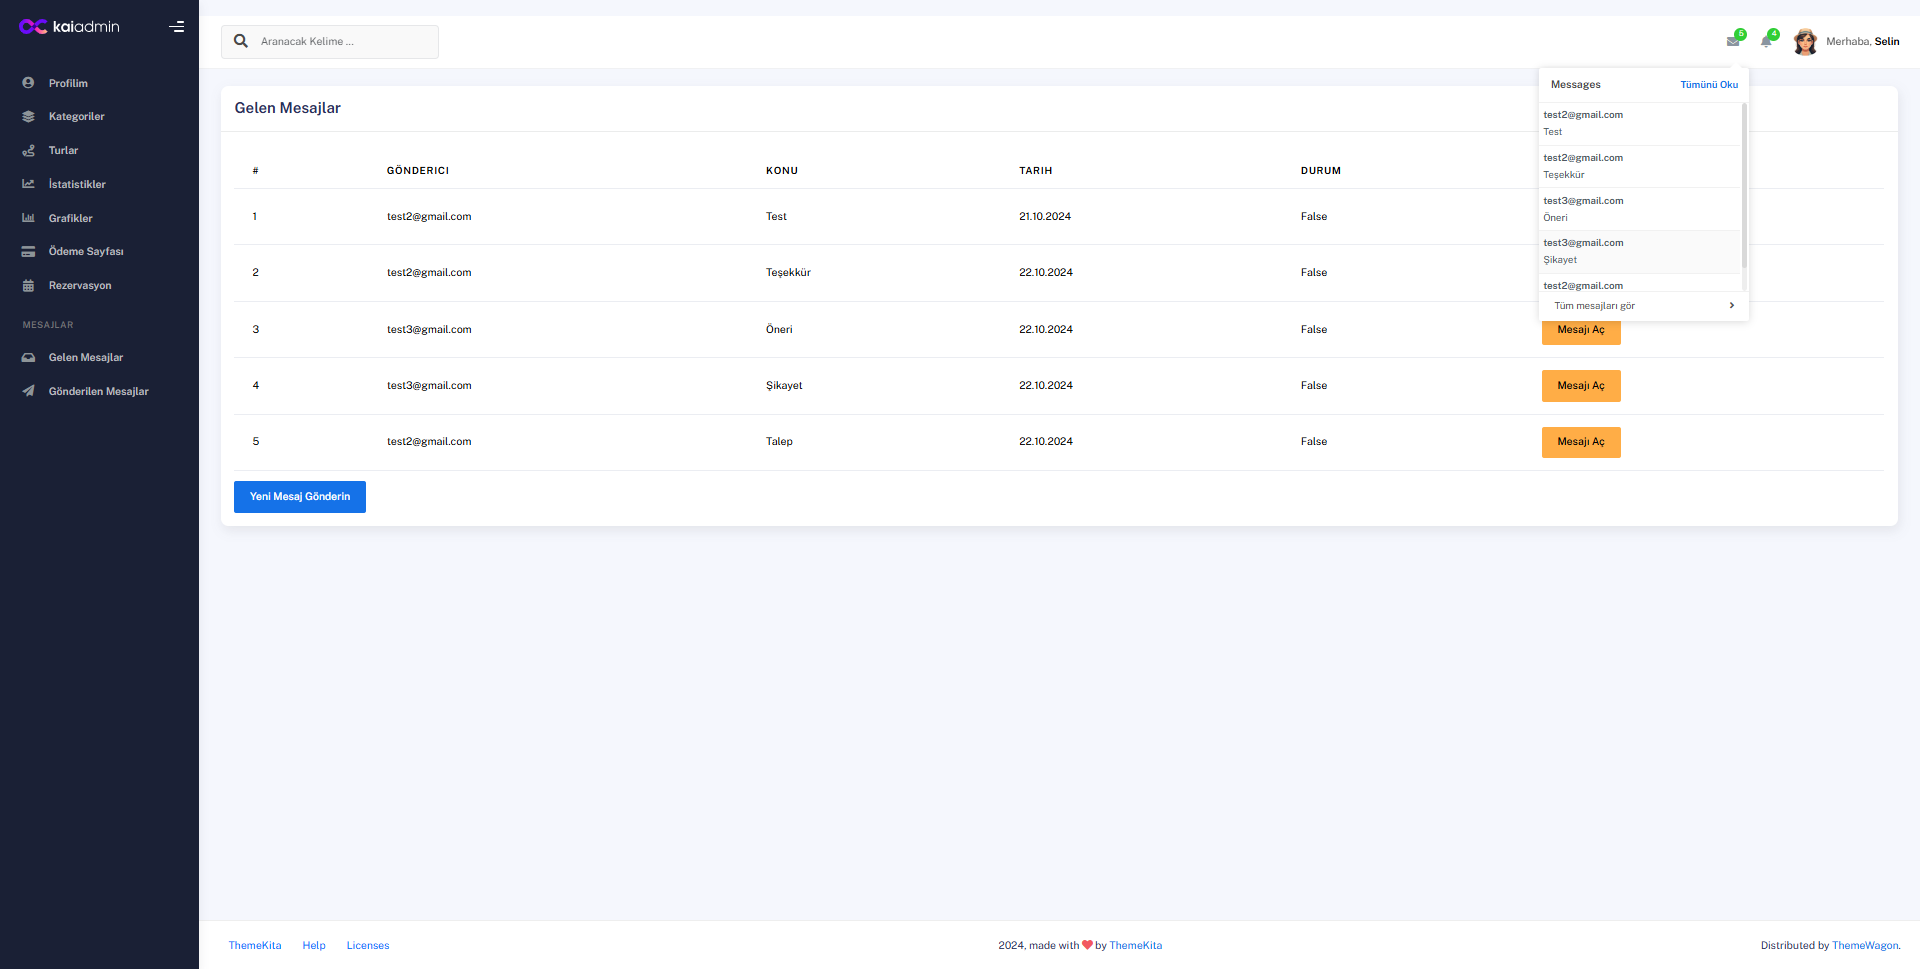 kaiadmin
Profilim
Kategoriler
Turlar
İstatistikler
Grafikler
Ödeme Sayfası
Rezervasyon
MESAJLAR
Gelen Mesajlar
Gönderilen Mesajlar
Aranacak Kelime ...
5
4
Merhaba, Selin
Messages Tümünü Oku
test2@gmail.com
Test
test2@gmail.com
Teşekkür
test3@gmail.com
Öneri
test3@gmail.com
Şikayet
test2@gmail.com
Tüm mesajları gör
Gelen Mesajlar
# GÖNDERICI KONU TARIH DURUM
1 test2@gmail.com Test 21.10.2024 False
2 test2@gmail.com Teşekkür 22.10.2024 False
3 test3@gmail.com Öneri 22.10.2024 False Mesajı Aç
4 test3@gmail.com Şikayet 22.10.2024 False Mesajı Aç
5 test2@gmail.com Talep 22.10.2024 False Mesajı Aç
Yeni Mesaj Gönderin
ThemeKita Help Licenses
2024, made with by ThemeKita
Distributed by ThemeWagon.